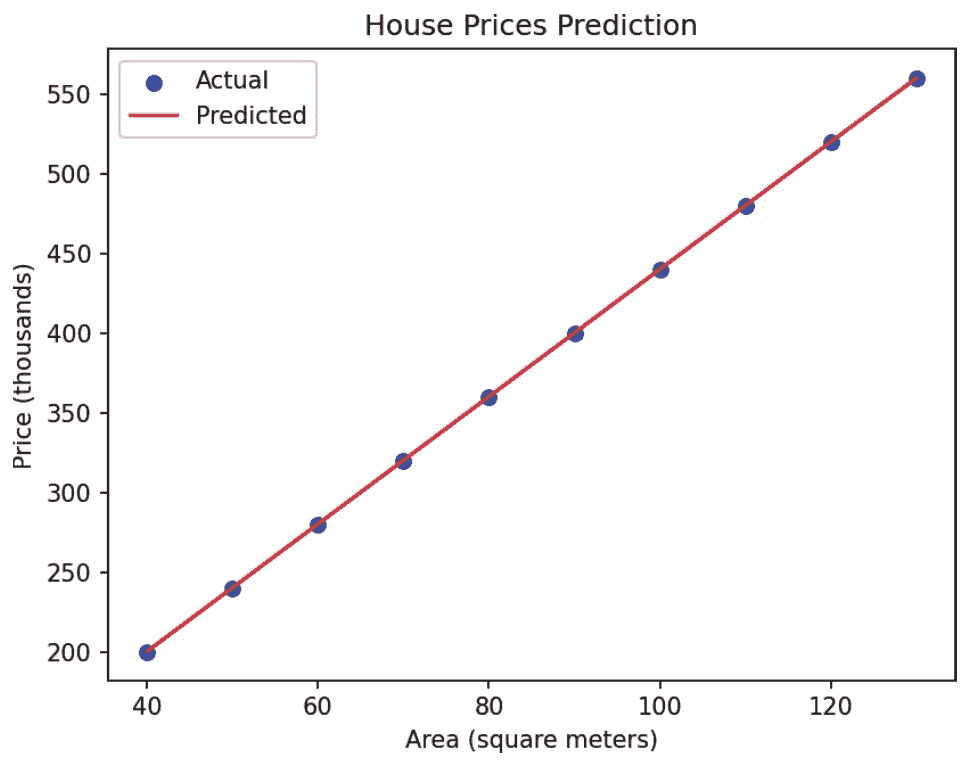 House Prices Prediction
Actual
Predicted
550
500
450
400
350
300
250
200
Price (thousands)
40 60 80 100 120
Area (square meters)